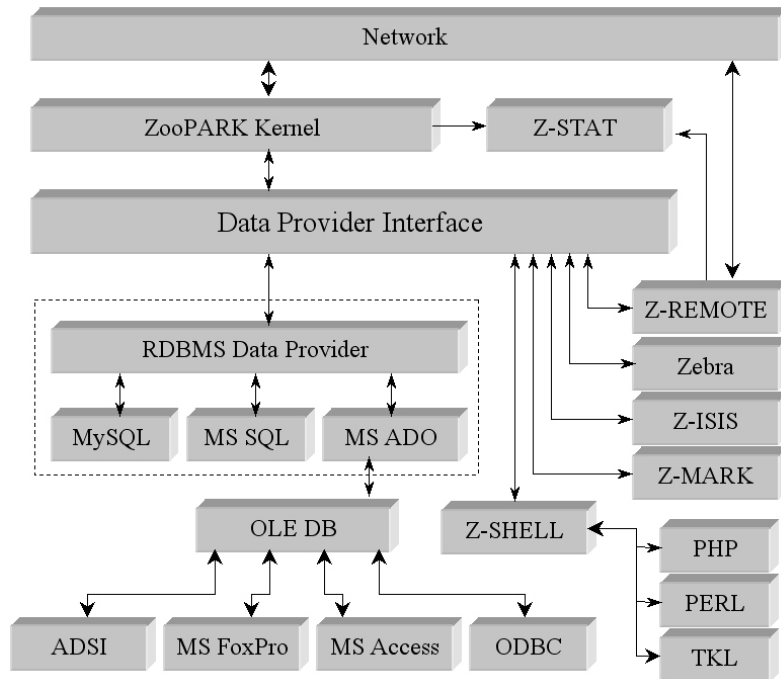 Network
ZooPARK Kernel
Z-STAT
Data Provider Interface
Z-REMOTE
RDBMS Data Provider
Zebra
MySQL
MS SQL
MS ADO
Z-ISIS
Z-MARK
OLE DB
Z-SHELL
PHP
PERL
ADSI
MS FoxPro
MS Access
ODBC
TKL